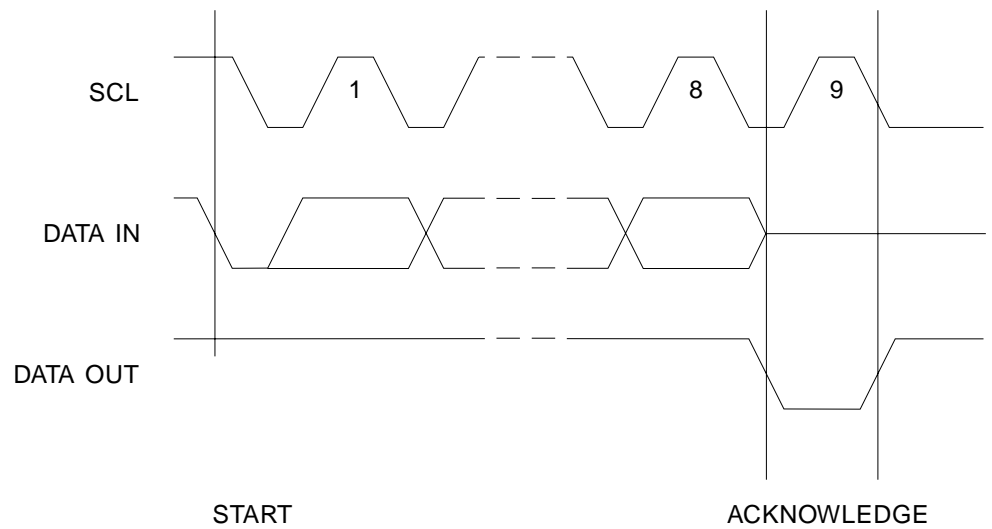 SCL
1
8
9
DATA IN
DATA OUT
START
ACKNOWLEDGE